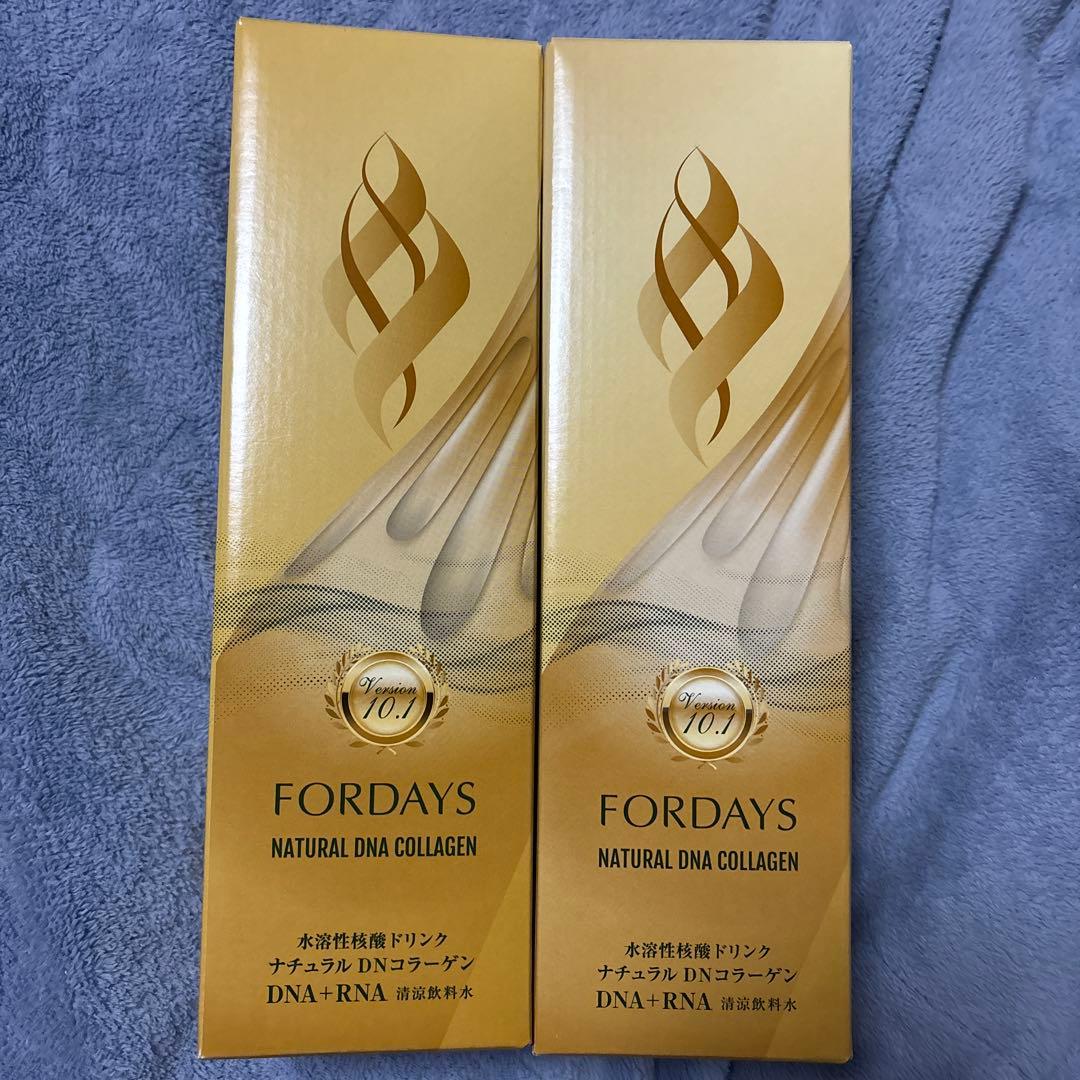 Version
10.1
FORDAYS
NATURAL DNA COLLAGEN
水溶性核酸ドリンク
ナチュラル DNコラーゲン
DNA+RNA 清涼飲料水
Version
10.1
FORDAYS
NATURAL DNA COLLAGEN
水溶性核酸ドリンク
ナチュラル DNコラーゲン
DNA+RNA 清涼飲料水